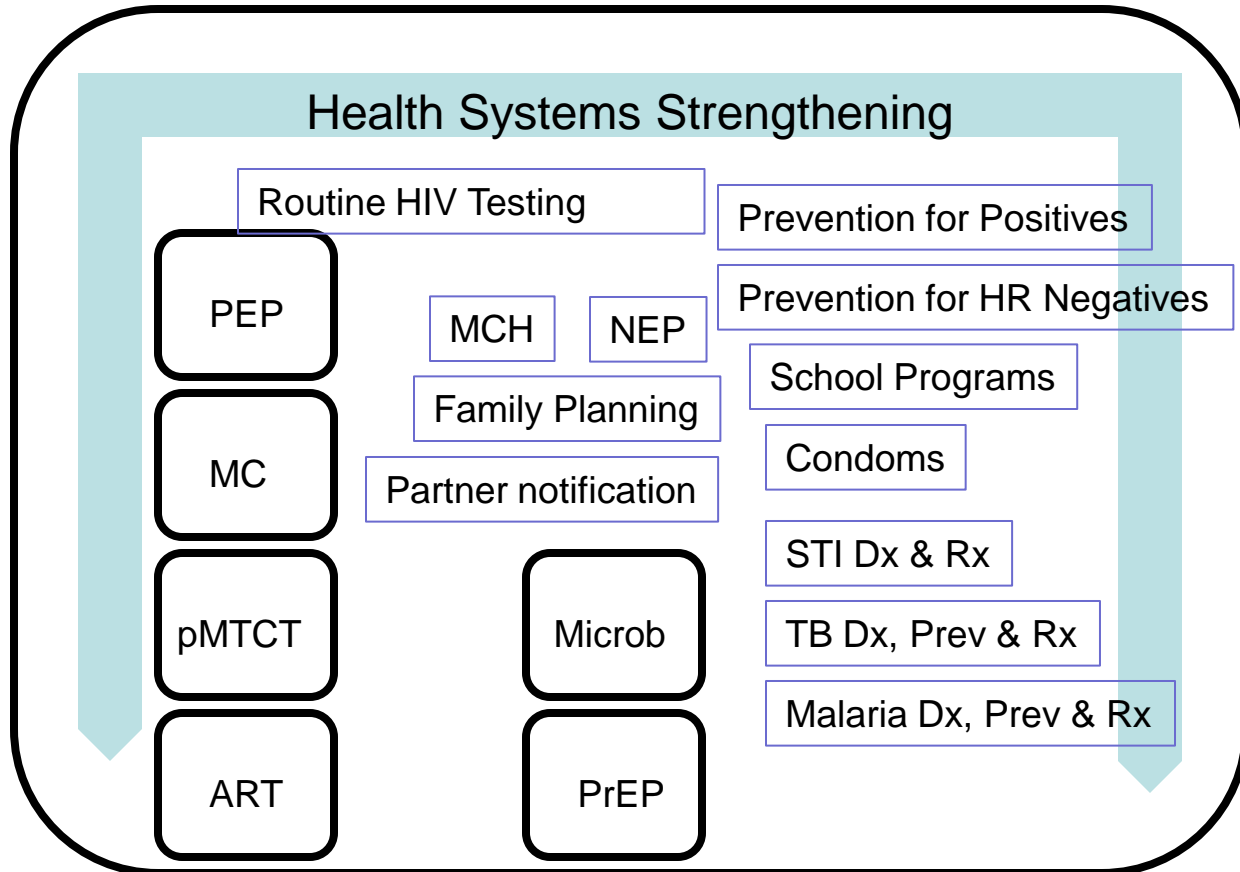 Health Systems Strengthening
Routine HIV Testing
Prevention for Positives
PEP
Prevention for HR Negatives
MCH
NEP
School Programs
Family Planning
MC
Condoms
Partner notification
STI Dx & Rx
pMTCT
Microb
TB Dx, Prev & Rx
Malaria Dx, Prev & Rx
ART
PrEP